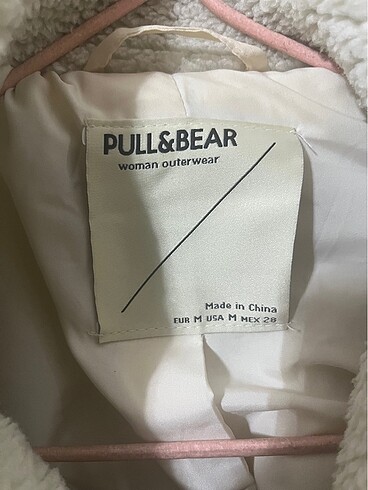 PULL&BEAR
woman outerwear
Made in China
EUR M USA M MEX 28